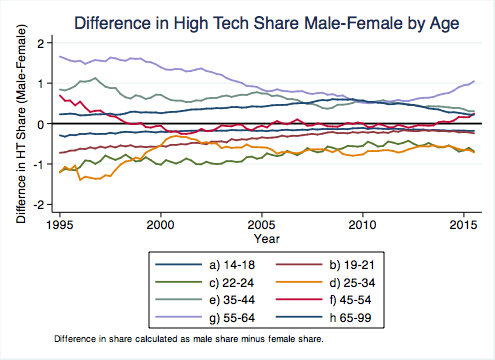 Difference in High Tech Share Male-Female by Age
Differnce in HT Share (Male-Female)
2
1
0
-1
-2
1995 2000 2005 2010 2015
Year
a) 14-18 b) 19-21
c) 22-24 d) 25-34
e) 35-44 f) 45-54
g) 55-64 h 65-99
Difference in share calculated as male share minus female share.